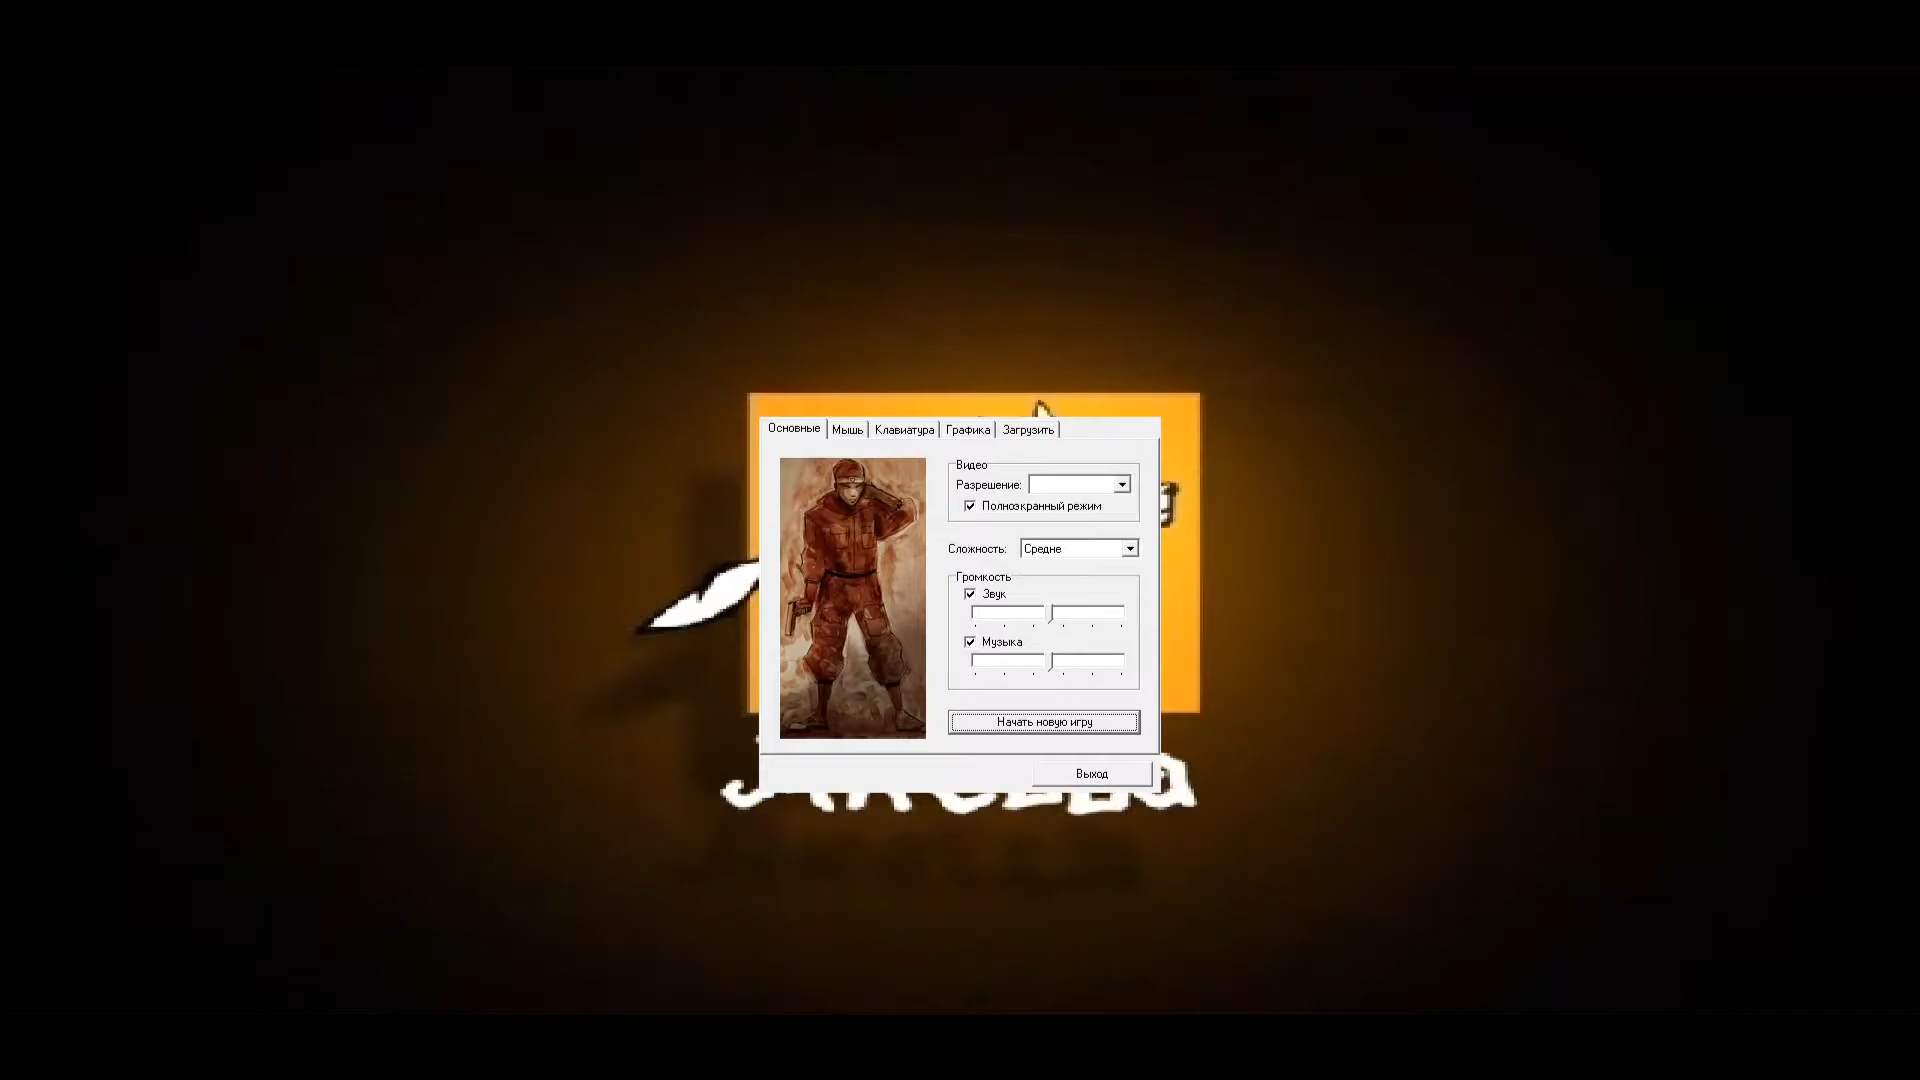 Основные Мышь Клавиатура Графика Загрузить
Видео
Разрешение:
Полноэкранный режим
Сложность: Средне
Громкость
Звук
Музыка
Начать новую игру
Выход